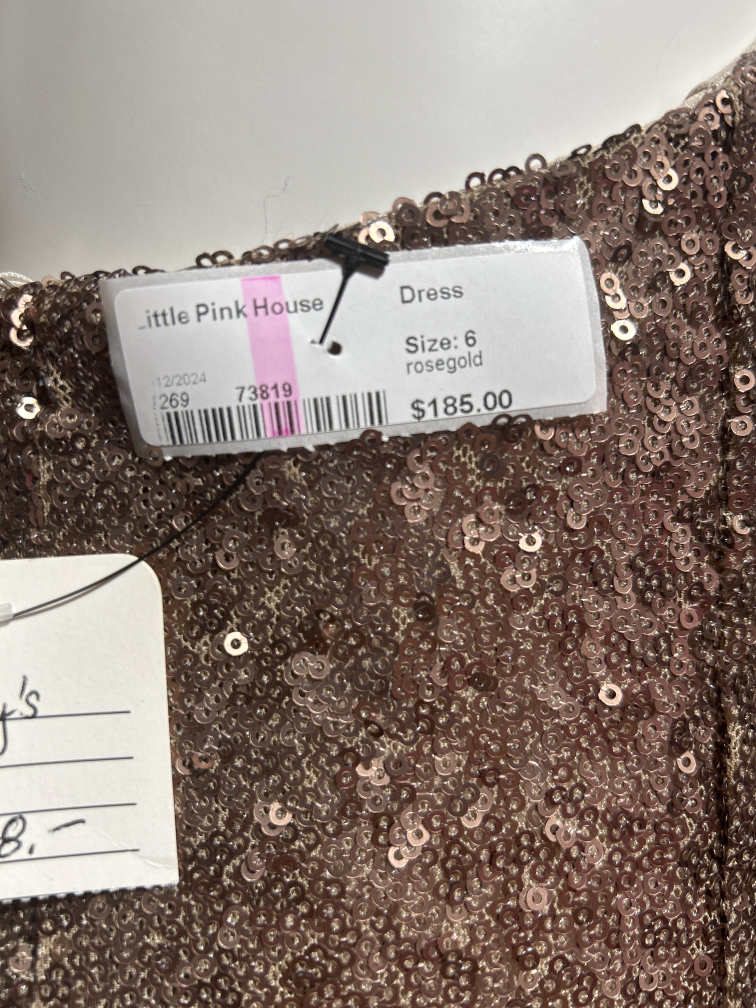 ittle Pink House
Dress
Size: 6
rosegold
12/2024
269
73819
$185.00
y's
8.-